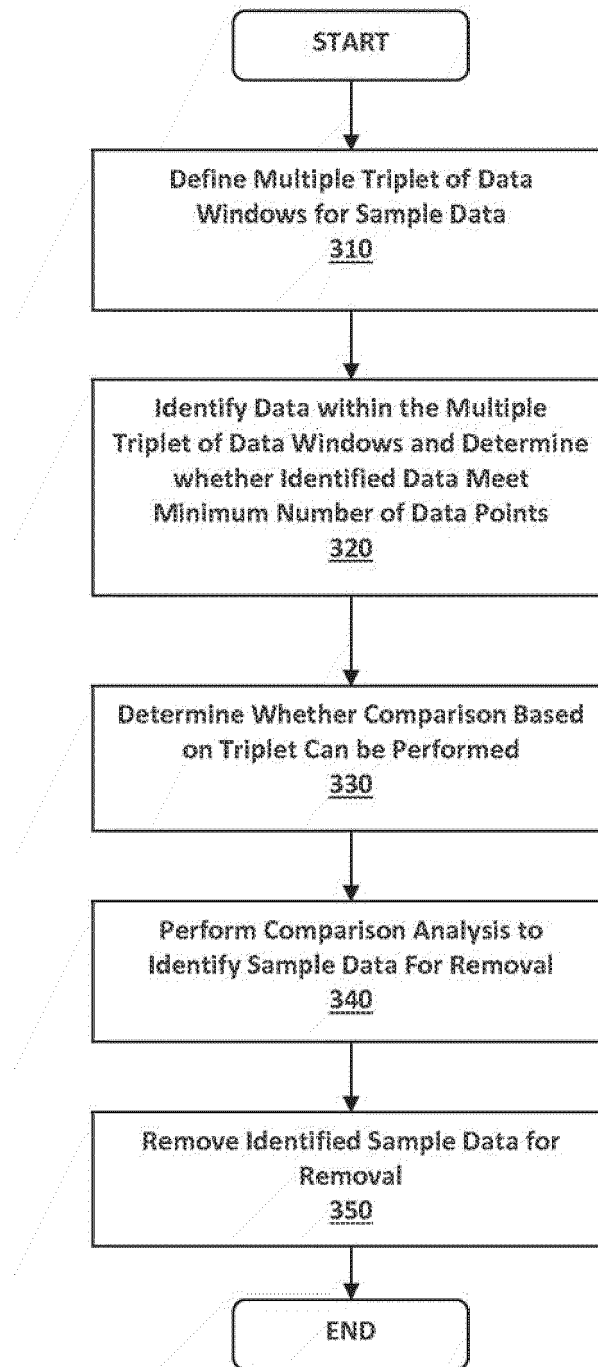 START
Define Multiple Triplet of Data
Windows for Sample Data
310
Identify Data within the Multiple
Triplet of Data Windows and Determine
whether Identified Data Meet
Minimum Number of Data Points
320
Determine Whether Comparison Based
on Triplet Can be Performed
330
Perform Comparison Analysis to
Identify Sample Data For Removal
340
Remove Identified Sample Data for
Removal
350
END